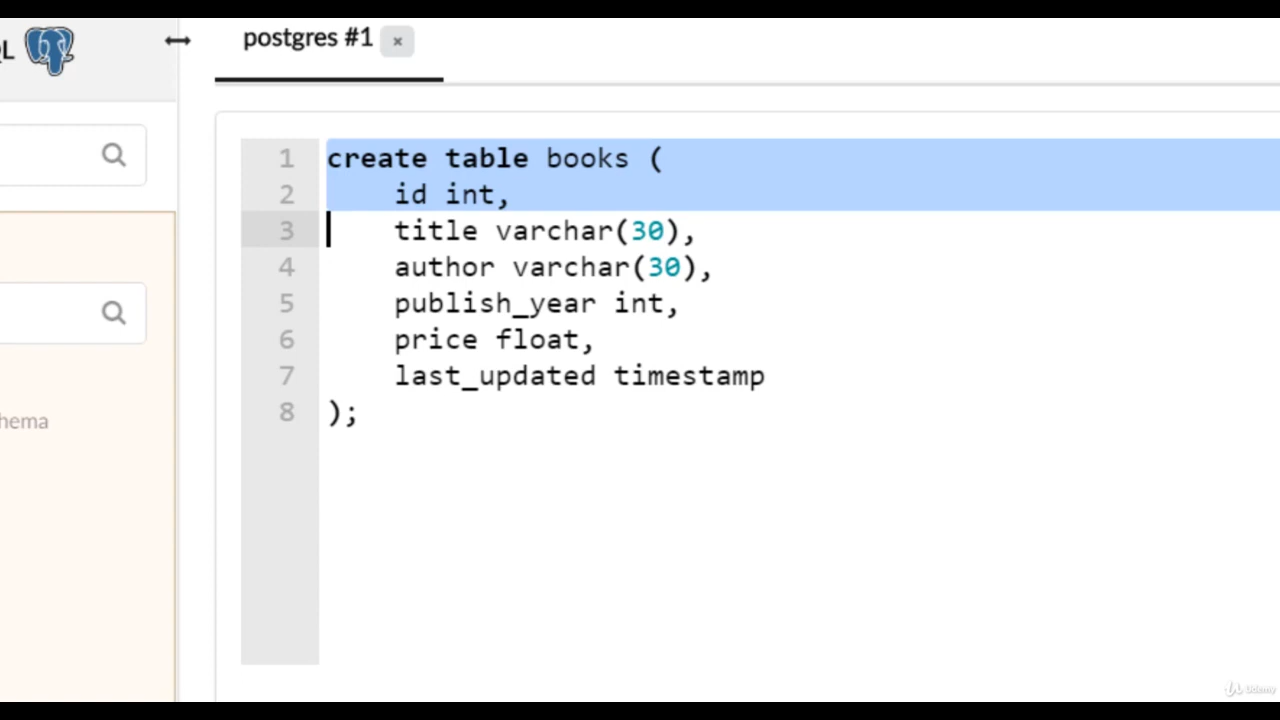 L
postgres #1 ×
1 create table books (
2 id int,
3 title varchar(30),
4 author varchar(30),
5 publish_year int,
6 price float,
7 last_updated timestamp
8 );
hema
Udemy